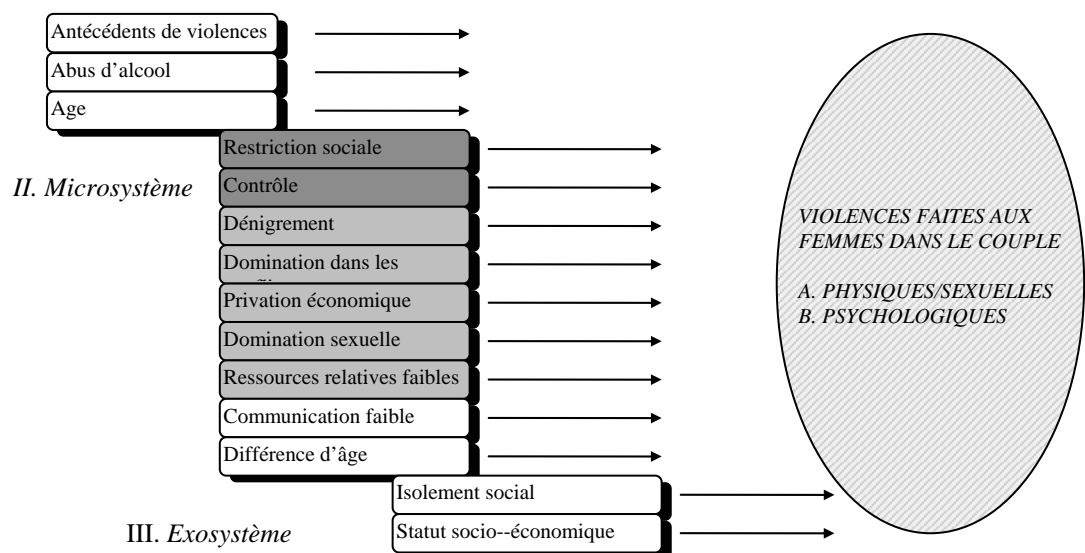 Antécédents de violences
Abus d'alcool
Age
Restriction sociale
II. Microsystème
Contrôle
Dénigrement
Domination dans les
Privation économique
Domination sexuelle
Ressources relatives faibles
Communication faible
Différence d'âge
Isolement social
III. Exosystème
Statut socio--économique
VIOLENCES FAITES AUX
FEMMES DANS LE COUPLE
A. PHYSIQUES/SEXUELLES
B. PSYCHOLOGIQUES